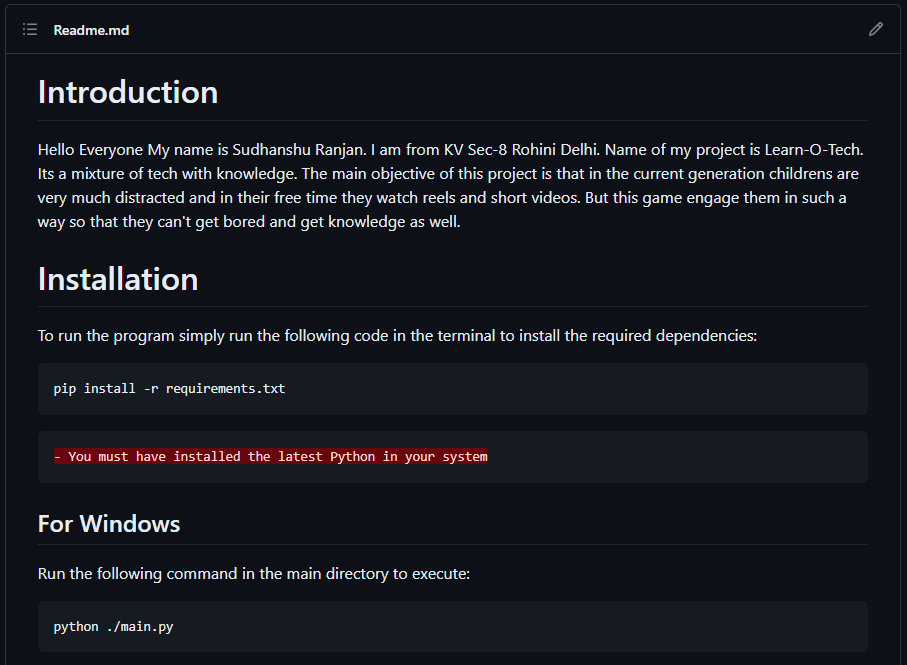 Readme.md
Introduction
Hello Everyone My name is Sudhanshu Ranjan. I am from KV Sec-8 Rohini Delhi. Name of my project is Learn-O-Tech.
Its a mixture of tech with knowledge. The main objective of this project is that in the current generation childrens are
very much distracted and in their free time they watch reels and short videos. But this game engage them in such a
way so that they can't get bored and get knowledge as well.
Installation
To run the program simply run the following code in the terminal to install the required dependencies:
pip install -r requirements.txt
- You must have installed the latest Python in your system
For Windows
Run the following command in the main directory to execute:
python ./main.py